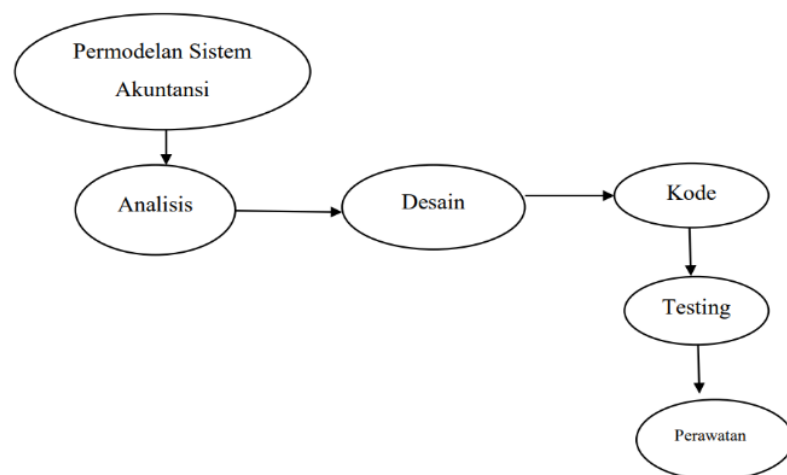 Permodelan Sistem
Akuntansi
Analisis
Desain
Kode
Testing
Perawatan